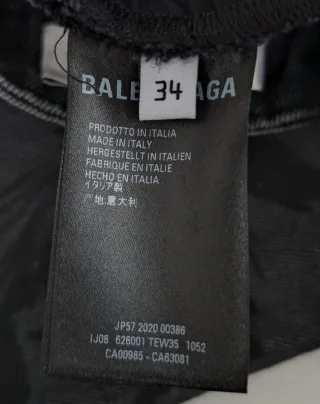 BALE AGA
34
PRODOTTO IN ITALIA
MADE IN ITALY
HERGESTELLT IN ITALIEN
FABRIQUÉ EN ITALIE
HECHO EN ITALIA
イタリア製
产地:意大利
JP57 2020 00386
IJ08 626001 TEW35 1052
CA00985 - CA63081